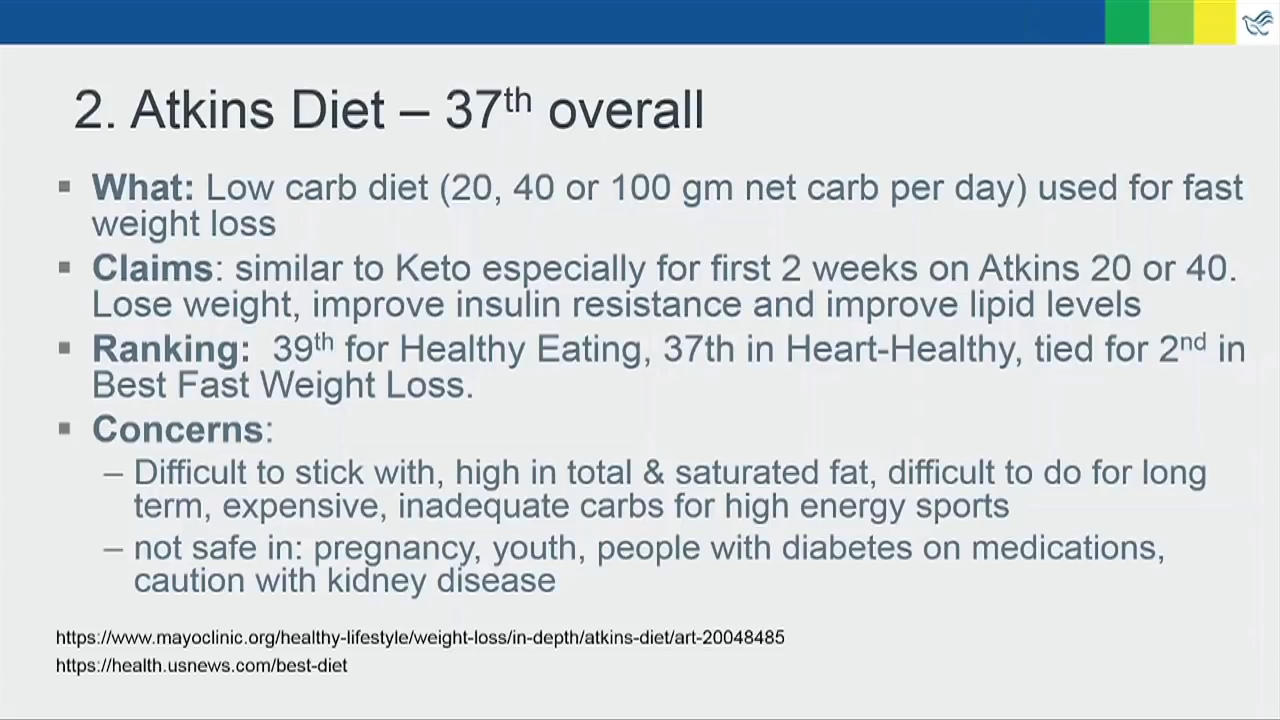 2. Atkins Diet – 37th overall
▪ What: Low carb diet (20, 40 or 100 gm net carb per day) used for fast
weight loss
▪ Claims: similar to Keto especially for first 2 weeks on Atkins 20 or 40.
Lose weight, improve insulin resistance and improve lipid levels
▪ Ranking:  39th for Healthy Eating, 37th in Heart-Healthy, tied for 2nd in
Best Fast Weight Loss.
▪ Concerns:
– Difficult to stick with, high in total & saturated fat, difficult to do for long
term, expensive, inadequate carbs for high energy sports
– not safe in: pregnancy, youth, people with diabetes on medications,
caution with kidney disease
https://www.mayoclinic.org/healthy-lifestyle/weight-loss/in-depth/atkins-diet/art-20048485
https://health.usnews.com/best-diet